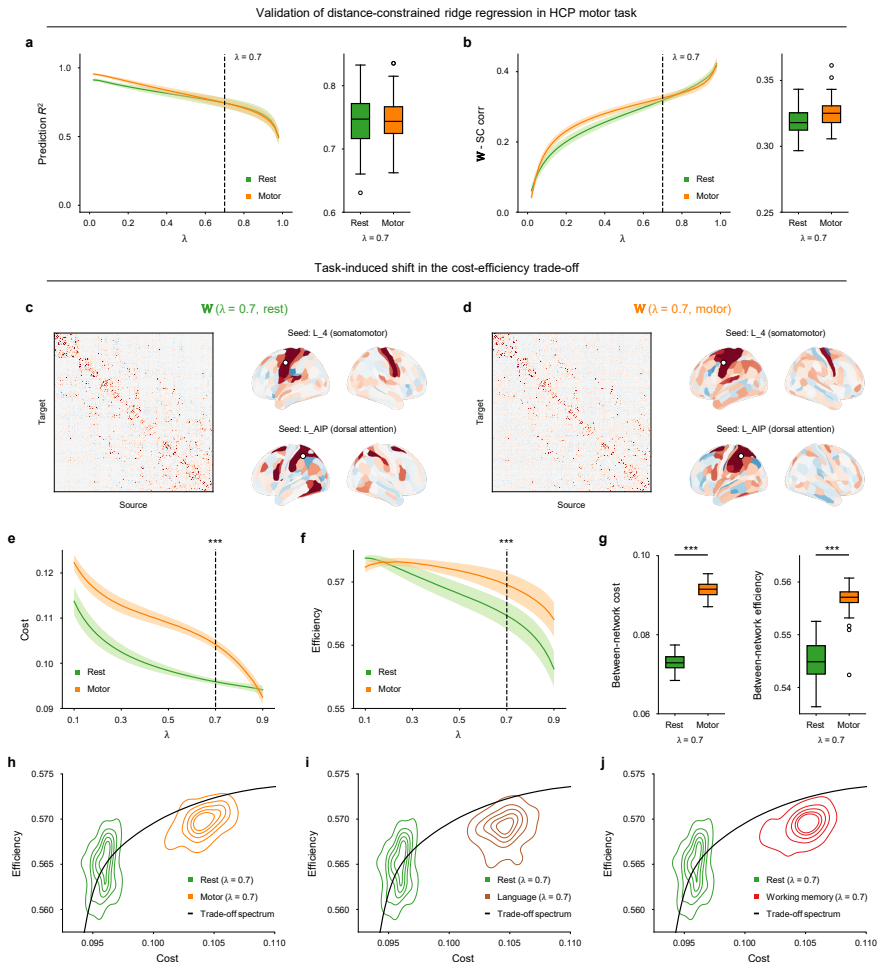 Validation of distance-constrained ridge regression in HCP motor task
a
λ = 0.7
Prediction R²
1.0
0.5
0.0
Rest
Motor
0.0 0.2 0.4 0.6 0.8 1.0
λ
0.9
0.8
0.7
0.6
Rest Motor
λ = 0.7
b
λ = 0.7
W - SC corr
0.4
0.2
0.0
Rest
Motor
0.0 0.2 0.4 0.6 0.8 1.0
λ
0.40
0.35
0.30
0.25
Rest Motor
λ = 0.7
Task-induced shift in the cost-efficiency trade-off
c
W (λ = 0.7, rest)
Target
Source
Seed: L_4 (somatomotor)
Seed: L_AIP (dorsal attention)
d
W (λ = 0.7, motor)
Target
Source
Seed: L_4 (somatomotor)
Seed: L_AIP (dorsal attention)
e
***
Cost
0.12
0.11
0.10
0.09
Rest
Motor
0.1 0.3 0.5 0.7 0.9
λ
f
***
Efficiency
0.57
0.56
0.55
Rest
Motor
0.1 0.3 0.5 0.7 0.9
λ
g
***
Between-network cost
0.10
0.08
0.06
Rest Motor
λ = 0.7
***
Between-network efficiency
0.56
0.55
0.54
Rest Motor
λ = 0.7
h
Efficiency
0.575
0.570
0.565
0.560
Rest (λ = 0.7)
Motor (λ = 0.7)
Trade-off spectrum
0.095 0.100 0.105 0.110
Cost
i
Efficiency
0.575
0.570
0.565
0.560
Rest (λ = 0.7)
Language (λ = 0.7)
Trade-off spectrum
0.095 0.100 0.105 0.110
Cost
j
Efficiency
0.575
0.570
0.565
0.560
Rest (λ = 0.7)
Working memory (λ = 0.7)
Trade-off spectrum
0.095 0.100 0.105 0.110
Cost